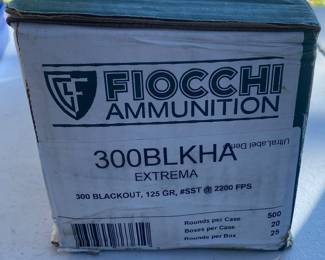 FIOCCHI
AMMUNITION
300BLKHA
EXTREMA
300 BLACKOUT, 125 GR, #SST @ 2200 FPS
Rounds per Case 500
Boxes per Case 20
Rounds per Box 25